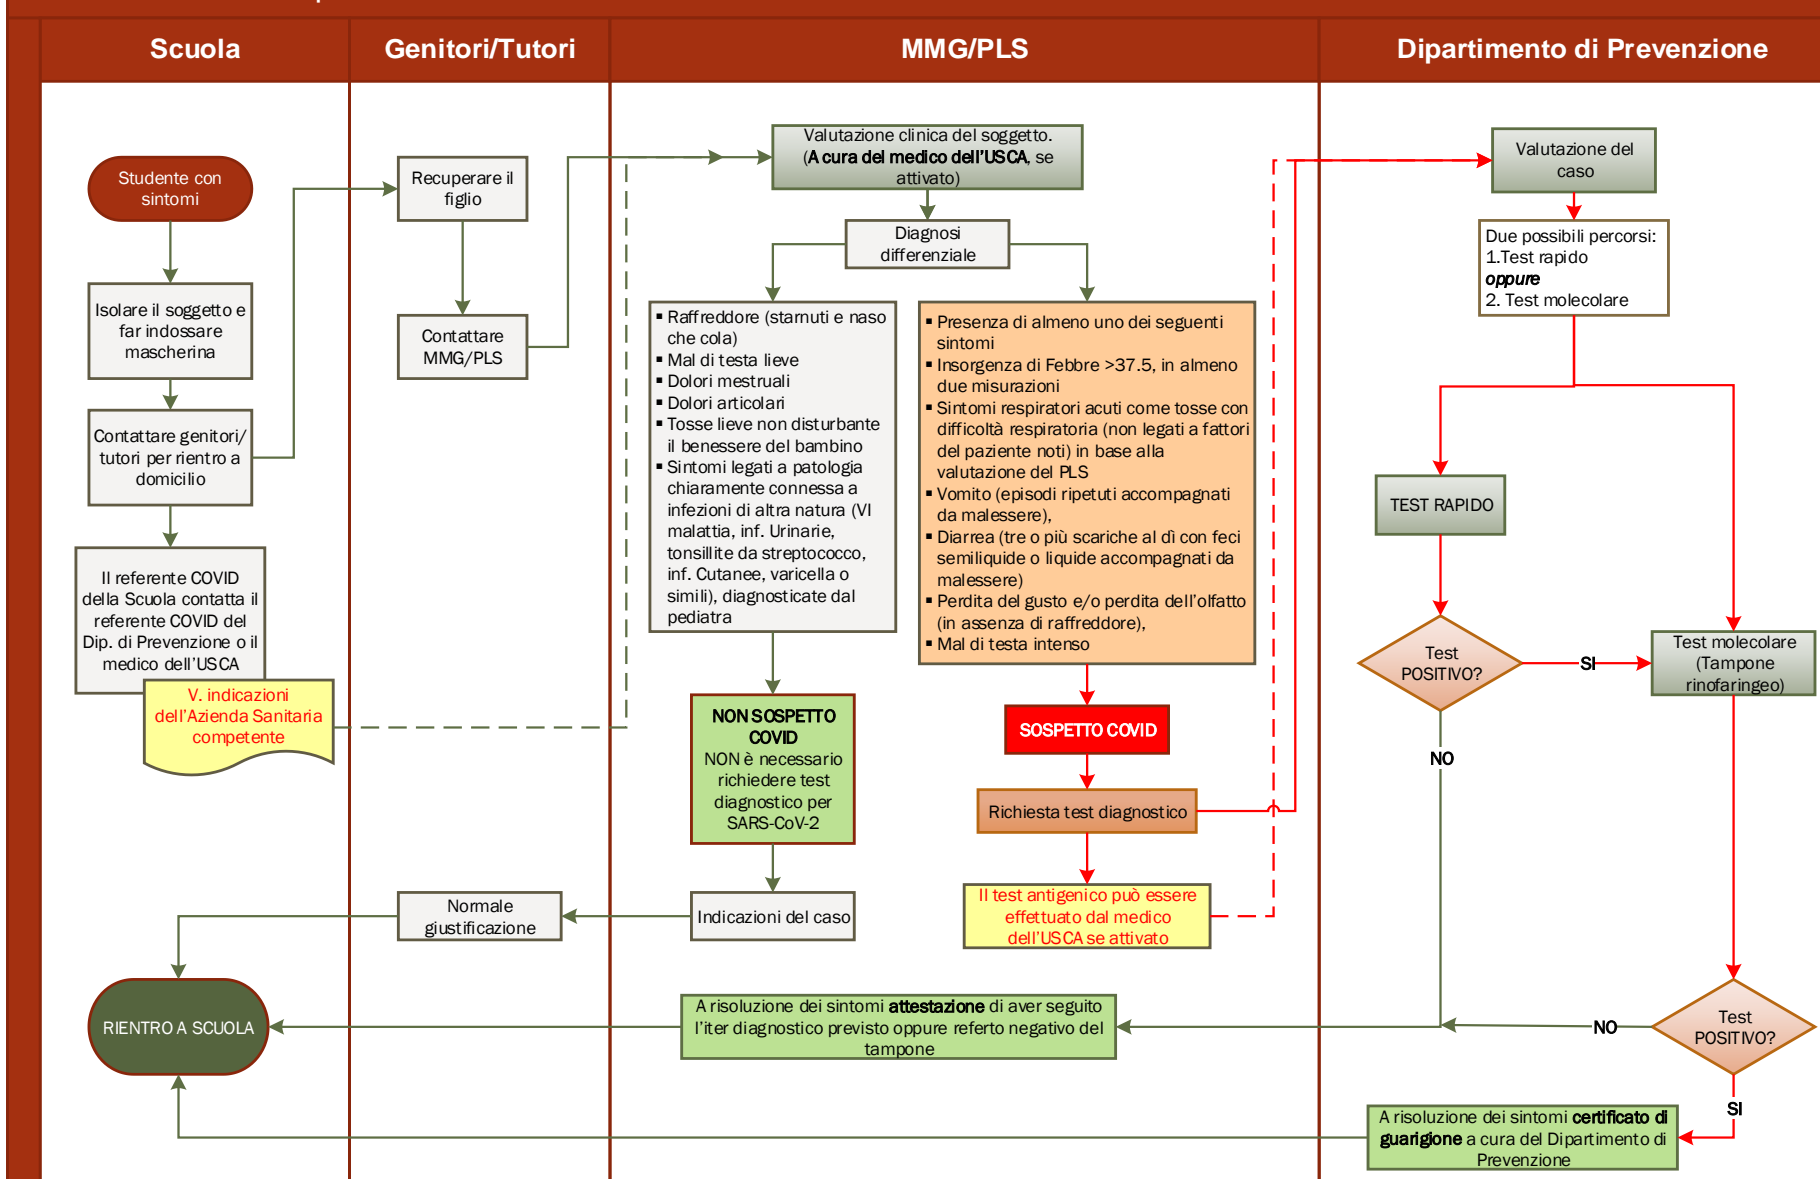 Scuola
Genitori/Tutori
MMG/PLS
Dipartimento di Prevenzione
Studente con
sintomi
Isolare il soggetto e
far indossare
mascherina
Contattare genitori/
tutori per rientro a
domicilio
Il referente COVID
della Scuola contatta il
referente COVID del
Dip. di Prevenzione o il
medico dell'USCA
V. indicazioni
dell'Azienda Sanitaria
competente
RIENTRO A SCUOLA
Recuperare il
figlio
Contattare
MMG/PLS
Normale
giustificazione
Valutazione clinica del soggetto.
(A cura del medico dell'USCA, se
attivato)
Diagnosi
differenziale
▪ Raffreddore (starnuti e naso
che cola)
▪ Mal di testa lieve
▪ Dolori mestruali
▪ Dolori articolari
▪ Tosse lieve non disturbante
il benessere del bambino
▪ Sintomi legati a patologia
chiaramente connessa a
infezioni di altra natura (VI
malattia, inf. Urinarie,
tonsillite da streptococco,
inf. Cutanee, varicella o
simili), diagnosticate dal
pediatra
▪ Presenza di almeno uno dei seguenti
sintomi
▪ Insorgenza di Febbre >37.5, in almeno
due misurazioni
▪ Sintomi respiratori acuti come tosse con
difficoltà respiratoria (non legati a fattori
del paziente noti) in base alla
valutazione del PLS
▪ Vomito (episodi ripetuti accompagnati
da malessere),
▪ Diarrea (tre o più scariche al dì con feci
semiliquide o liquide accompagnati da
malessere)
▪ Perdita del gusto e/o perdita dell'olfatto
(in assenza di raffreddore),
▪ Mal di testa intenso
NON SOSPETTO
COVID
NON è necessario
richiedere test
diagnostico per
SARS-CoV-2
Indicazioni del caso
SOSPETTO COVID
Richiesta test diagnostico
Il test antigenico può essere
effettuato dal medico
dell'USCA se attivato
A risoluzione dei sintomi attestazione di aver seguito
l'iter diagnostico previsto oppure referto negativo del
tampone
Valutazione del
caso
Due possibili percorsi:
1.Test rapido
oppure
2. Test molecolare
TEST RAPIDO
Test
POSITIVO?
SI
Test molecolare
(Tampone
rinofaringeo)
NO
Test
POSITIVO?
NO
SI
A risoluzione dei sintomi certificato di
guarigione a cura del Dipartimento di
Prevenzione